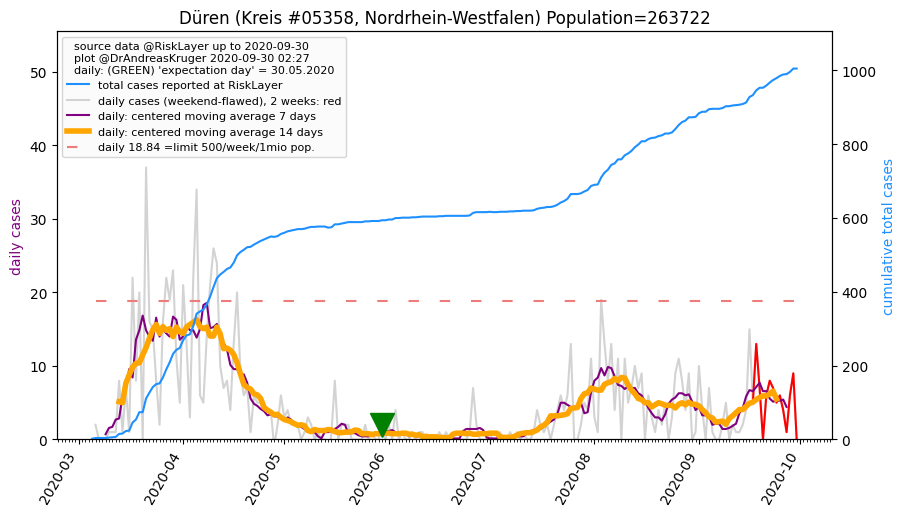 Düren (Kreis #05358, Nordrhein-Westfalen) Population=263722
source data @RiskLayer up to 2020-09-30
plot @DrAndreasKruger 2020-09-30 02:27
daily: (GREEN) 'expectation day' = 30.05.2020
total cases reported at RiskLayer
daily cases (weekend-flawed), 2 weeks: red
daily: centered moving average 7 days
daily: centered moving average 14 days
daily 18.84 =limit 500/week/1mio pop.
daily cases
50
40
30
20
10
0
cumulative total cases
1000
800
600
400
200
0
2020-03
2020-04
2020-05
2020-06
2020-07
2020-08
2020-09
2020-10